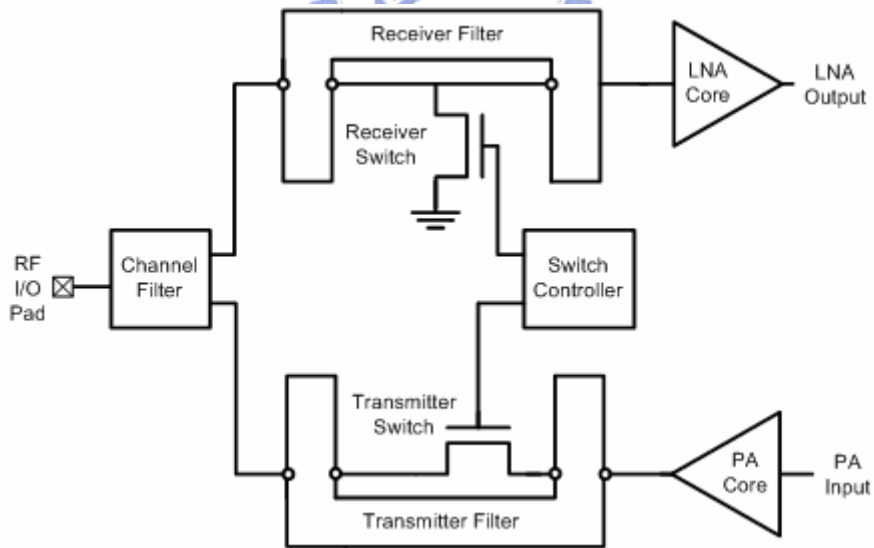 Receiver Filter
LNA
Core
LNA
Output
Receiver
Switch
RF
I/O
Pad
Channel
Filter
Switch
Controller
Transmitter
Switch
PA
Core
PA
Input
Transmitter Filter